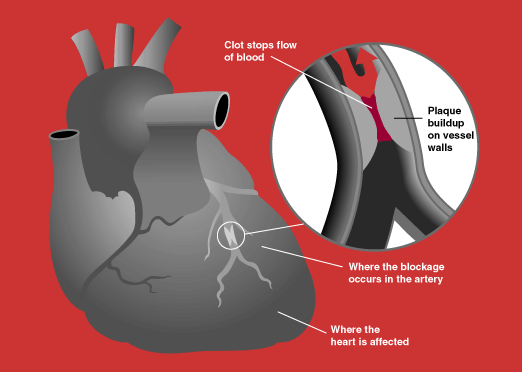 Clot stops flow
of blood
Plaque
buildup
on vessel
walls
Where the blockage
occurs in the artery
Where the
heart is affected